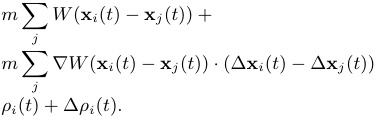 m ∑_j W(𝐱_i(t) − 𝐱_j(t)) +
m ∑_j ∇W(𝐱_i(t) − 𝐱_j(t)) · (Δ𝐱_i(t) − Δ𝐱_j(t))
ρ_i(t) + Δρ_i(t).